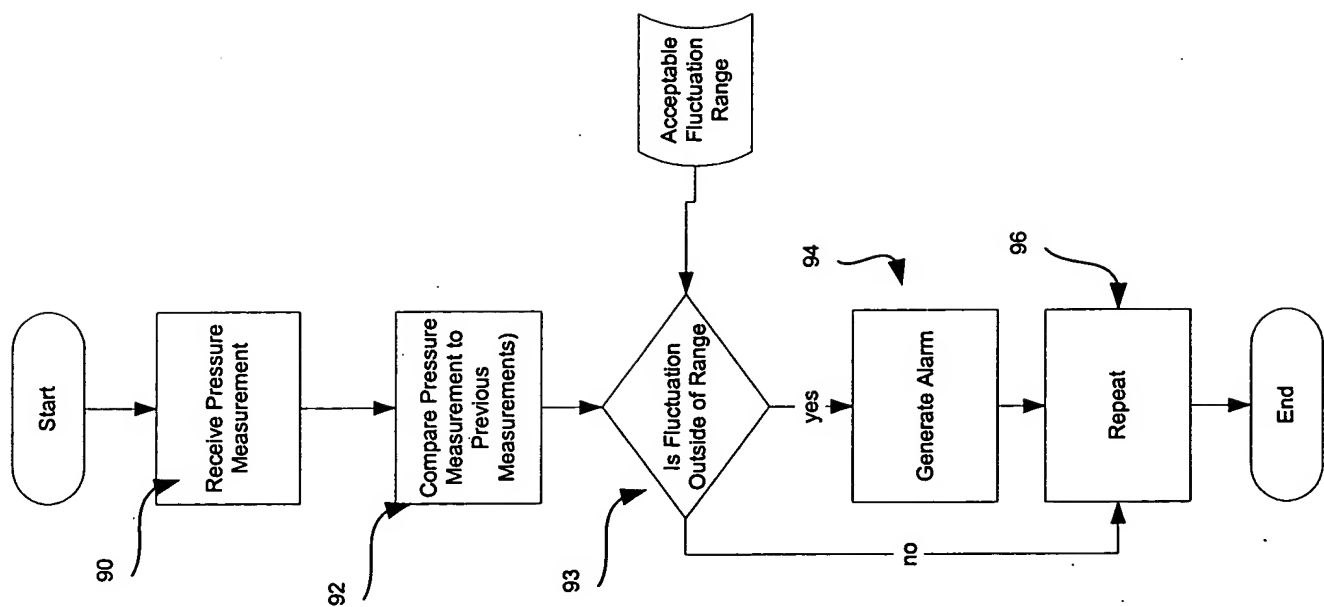 Start
90
Receive Pressure
Measurement
92
Compare Pressure
Measurement to
Previous
Measurements)
93
Is Fluctuation
Outside of Range
Acceptable
Fluctuation
Range
yes
no
94
Generate Alarm
96
Repeat
End